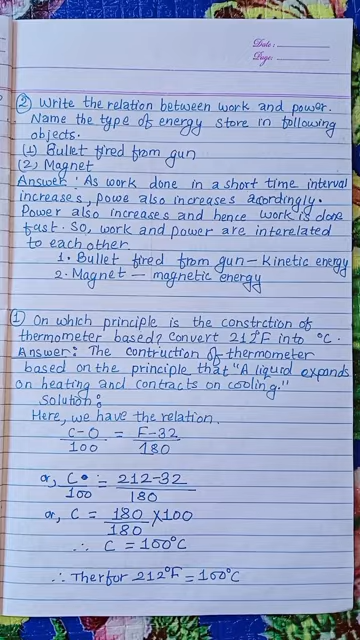 Date:
Page:
② Write the relation between work and power.
Name the type of energy store in following
objects.
(1) Bullet fired from gun
(2) Magnet
Answer: As work done in a short time interval
increases, powe also increases acordingly.
Power also increases and hence work is done
fast. So, work and power are interelated
to each other.
1. Bullet fired from gun – Kinetic energy
2. Magnet – magnetic energy
① On which principle is the constrction of
thermometer based? Convert 212°F into °C.
Answer: The contruction of thermometer
based on the principle that "A liquid expands
on heating and contracts on cooling."
Solution:
Here, we have the relation.
C-0/100 = F-32/180
or, C/100 = 212-32/180
or, C = 180/180 × 100
∴ C = 100°C
∴ Therfor 212°F = 100°C